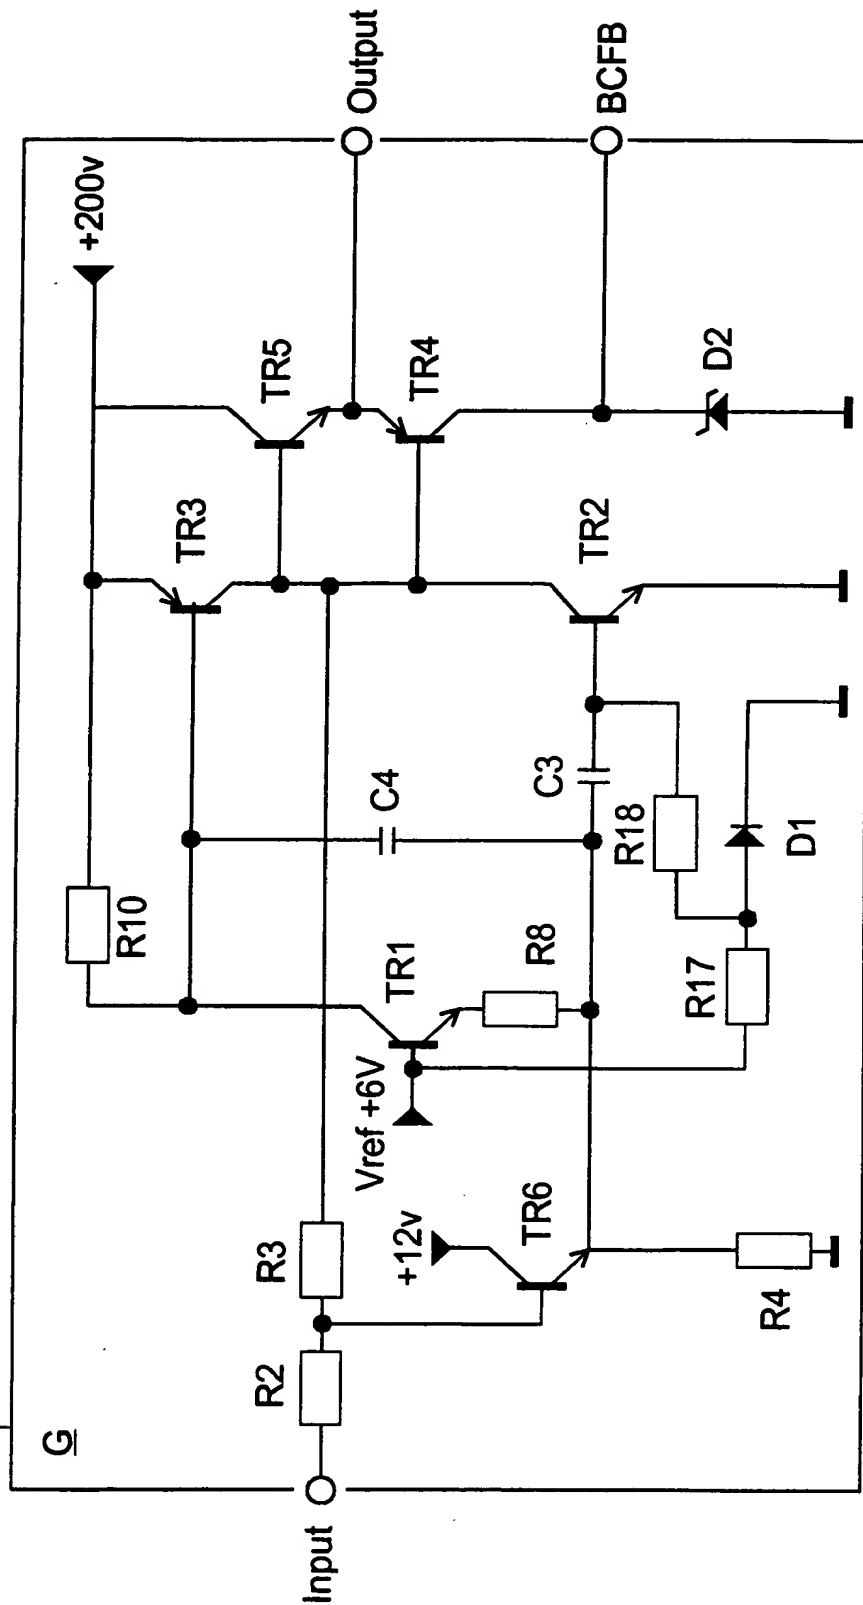 G
+200v
R10
TR3
TR5
Output
C4
TR4
R3
R2
Input
Vref +6V
TR1
+12v
TR6
R8
C3
TR2
BCFB
R18
D2
R17
D1
R4